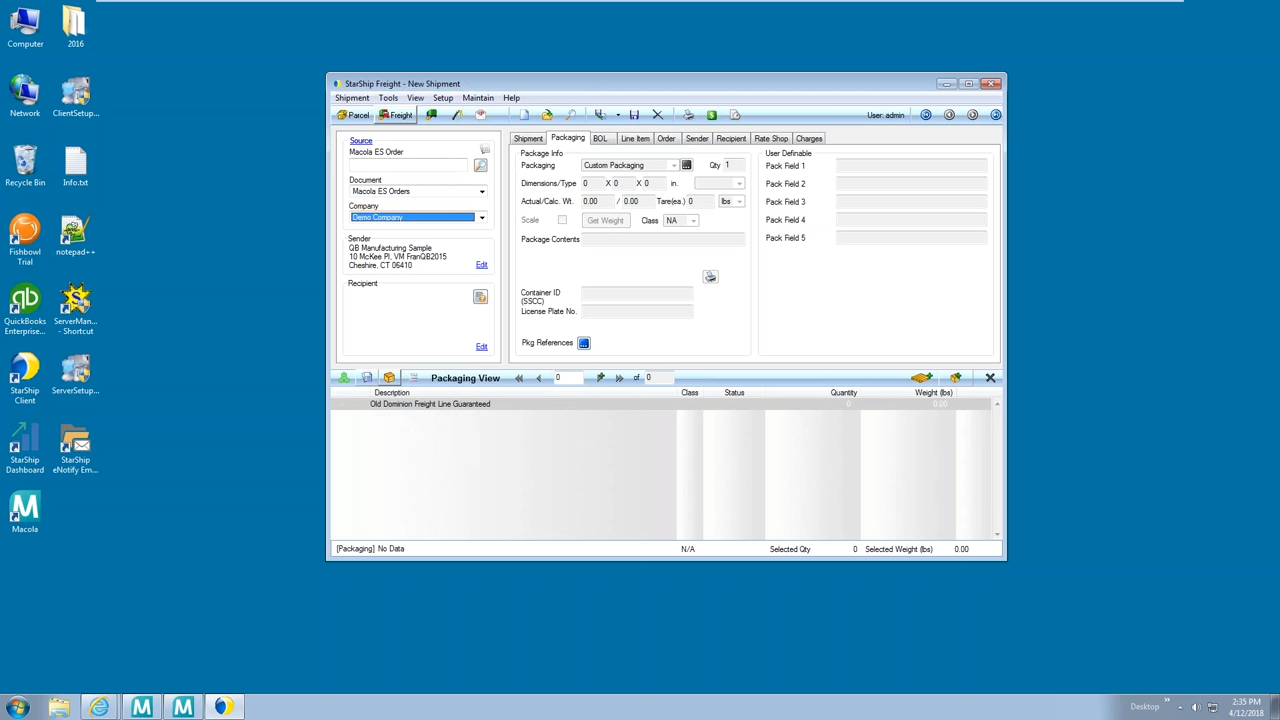 Computer
2016
Network
ClientSetup...
Recycle Bin
Info.txt
Fishbowl
Trial
notepad++
QuickBooks
Enterprise...
ServerMan...
- Shortcut
StarShip
Client
ServerSetup...
StarShip
Dashboard
StarShip
eNotify Em...
Macola
StarShip Freight - New Shipment
Shipment Tools View Setup Maintain Help
Parcel Freight User: admin
Source
Macola ES Order
Document
Macola ES Orders
Company
Demo Company
Sender
QB Manufacturing Sample
10 McKee Pl, VM FranQB2015
Cheshire, CT 06410
Edit
Recipient
Edit
Shipment Packaging BOL Line Item Order Sender Recipient Rate Shop Charges
Package Info
Packaging Custom Packaging Qty 1
Dimensions/Type 0 X 0 X 0 in.
Actual/Calc. Wt. 0.00 / 0.00 Tare(ea.) 0 lbs
Scale Get Weight Class NA
Package Contents
Container ID
(SSCC)
License Plate No.
Pkg References
User Definable
Pack Field 1
Pack Field 2
Pack Field 3
Pack Field 4
Pack Field 5
Packaging View 0 of 0
Description Class Status Quantity Weight (lbs)
Old Dominion Freight Line Guaranteed 0 0.00
[Packaging] No Data N/A Selected Qty 0 Selected Weight (lbs) 0.00
Desktop
2:35 PM
4/12/2018